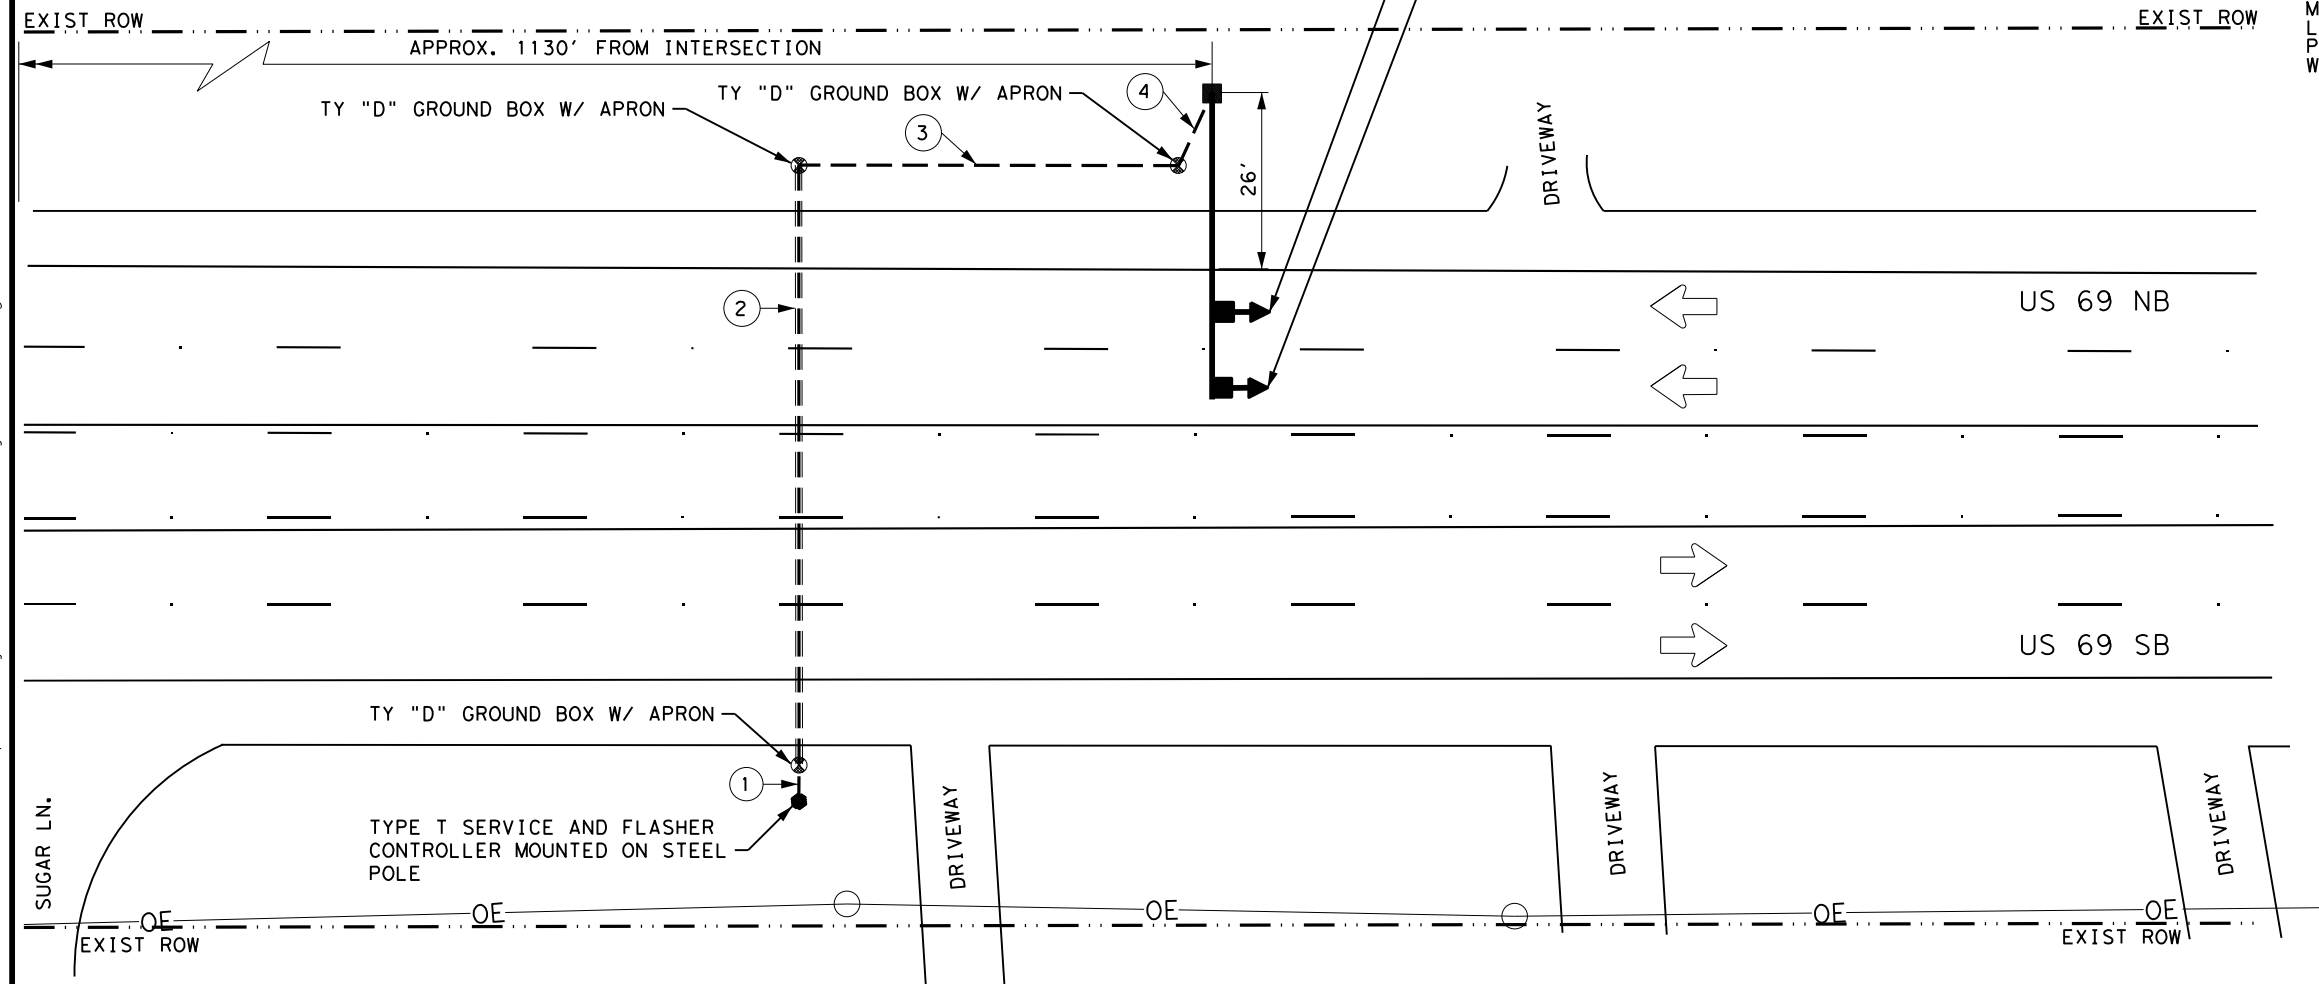 EXIST ROW
EXIST ROW
M
L
P
W
APPROX. 1130' FROM INTERSECTION
TY "D" GROUND BOX W/ APRON
4
TY "D" GROUND BOX W/ APRON
3
DRIVEWAY
26'
2
US 69 NB
US 69 SB
TY "D" GROUND BOX W/ APRON
1
TYPE T SERVICE AND FLASHER
CONTROLLER MOUNTED ON STEEL
POLE
SUGAR LN.
DRIVEWAY
DRIVEWAY
DRIVEWAY
OE
OE
OE
OE
OE
EXIST ROW
EXIST ROW